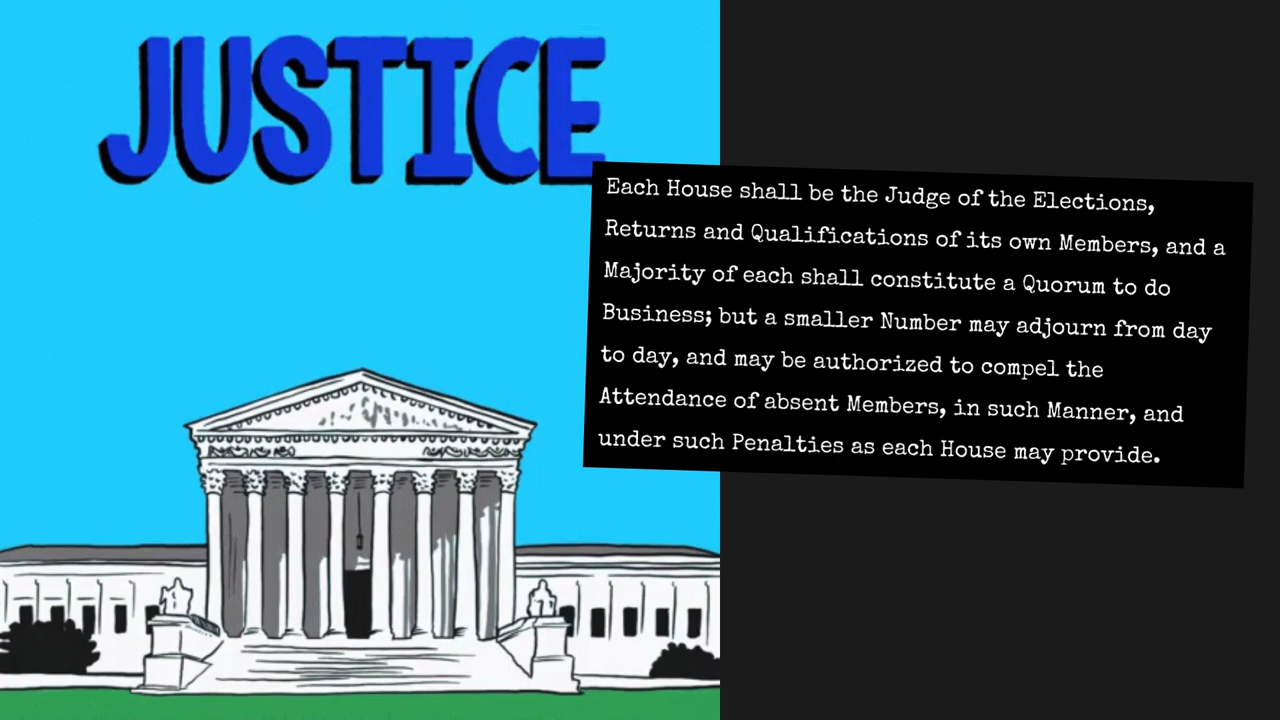 JUSTICE
Each House shall be the Judge of the Elections,
Returns and Qualifications of its own Members, and a
Majority of each shall constitute a Quorum to do
Business; but a smaller Number may adjourn from day
to day, and may be authorized to compel the
Attendance of absent Members, in such Manner, and
under such Penalties as each House may provide.